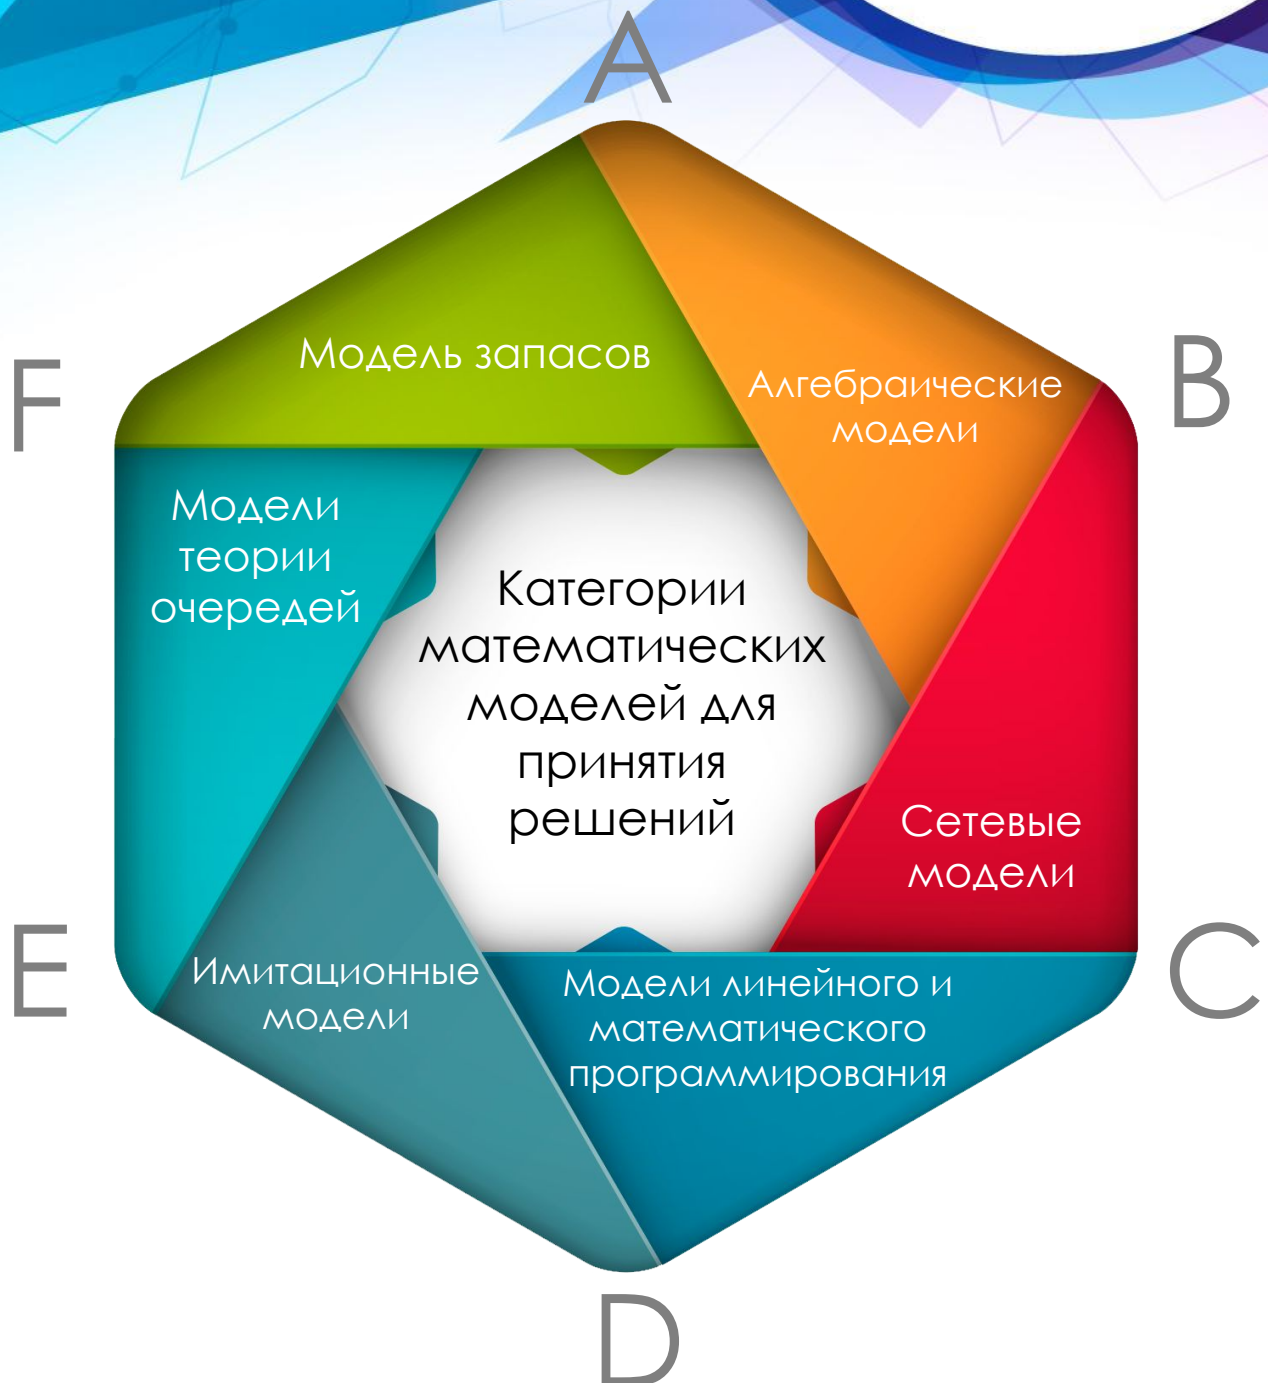 A
B
C
D
E
F
Модель запасов
Алгебраические
модели
Сетевые
модели
Модели линейного и
математического
программирования
Имитационные
модели
Модели
теории
очередей
Категории
математических
моделей для
принятия
решений